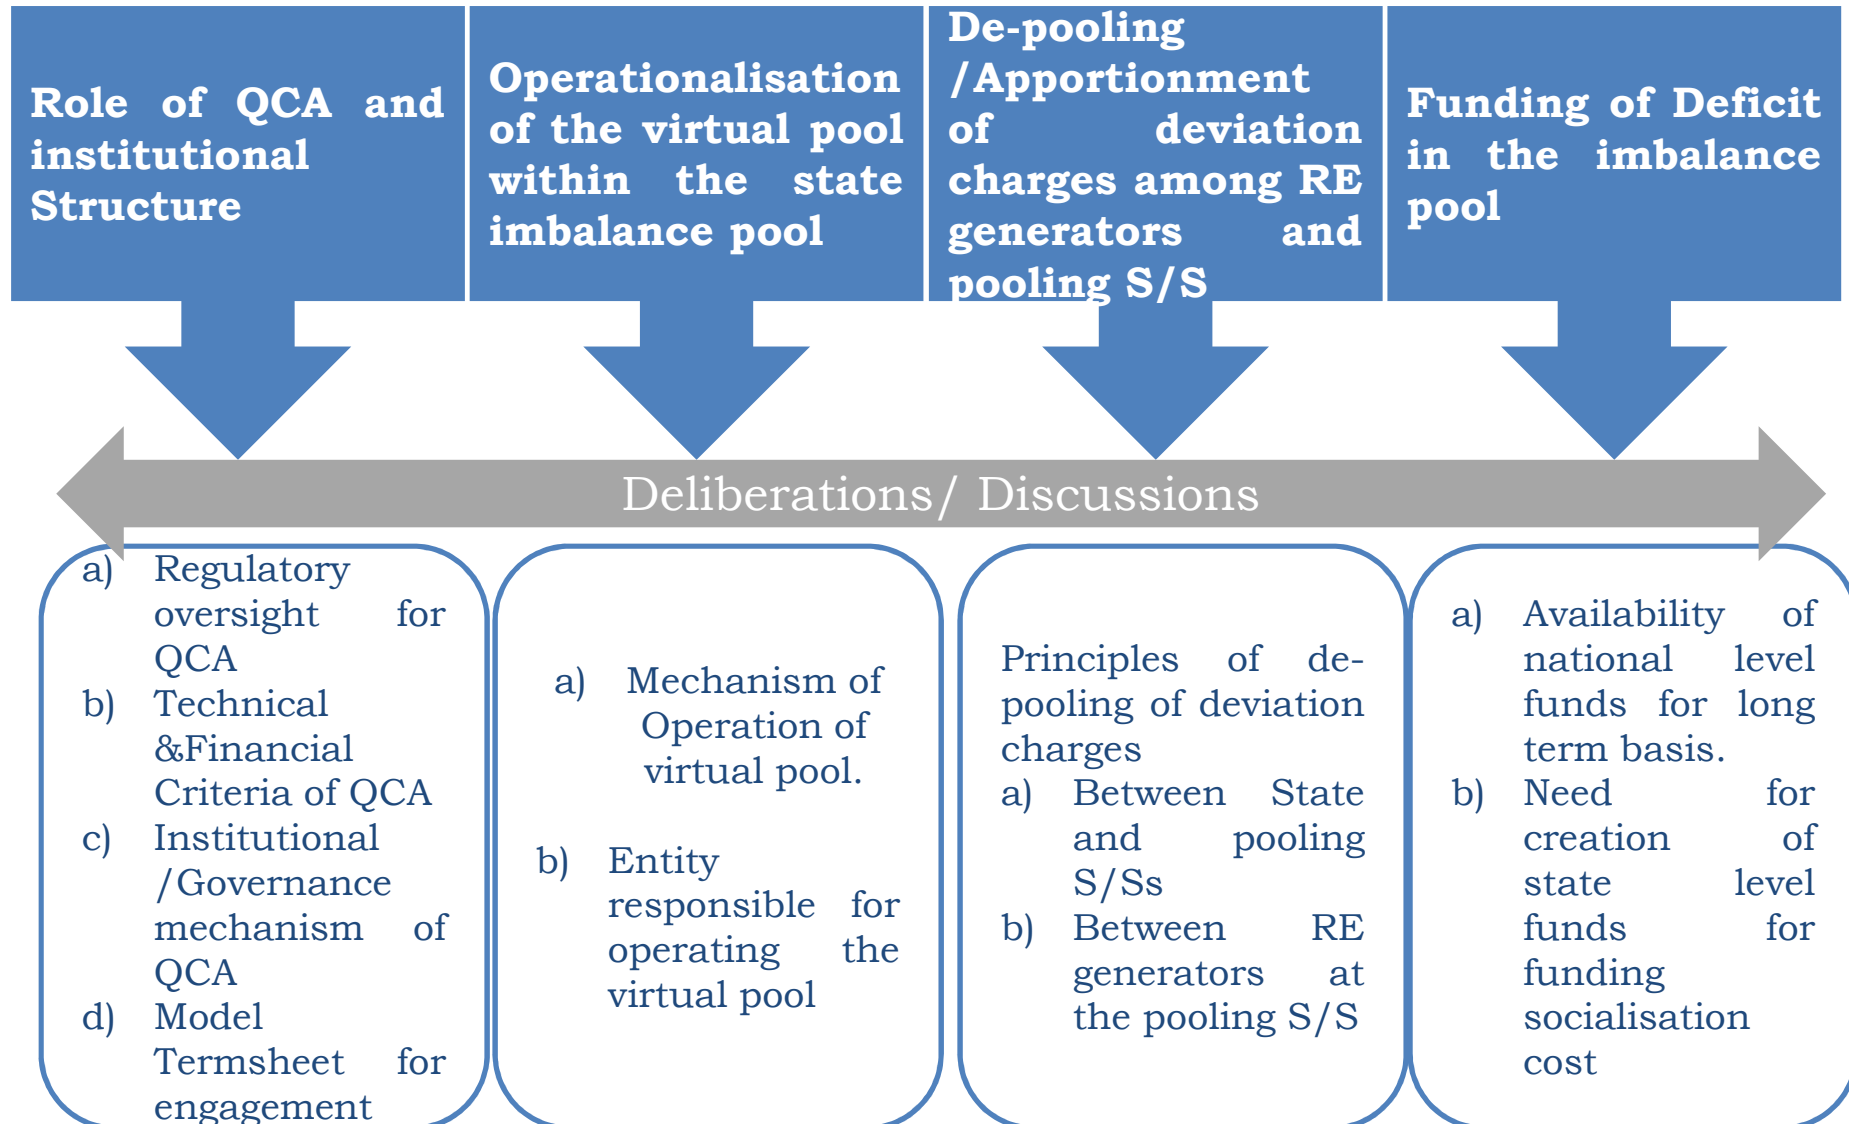 Role of QCA and
institutional
Structure
Operationalisation
of the virtual pool
within the state
imbalance pool
De-pooling
/Apportionment
of deviation
charges among RE
generators and
pooling S/S
Funding of Deficit
in the imbalance
pool
Deliberations/ Discussions
a) Regulatory
oversight for
QCA
b) Technical
&Financial
Criteria of QCA
c) Institutional
/Governance
mechanism of
QCA
d) Model
Termsheet for
engagement
a) Mechanism of
Operation of
virtual pool.
b) Entity
responsible for
operating the
virtual pool
Principles of de-
pooling of deviation
charges
a) Between State
and pooling
S/Ss
b) Between RE
generators at
the pooling S/S
a) Availability of
national level
funds for long
term basis.
b) Need for
creation of
state level
funds for
funding
socialisation
cost